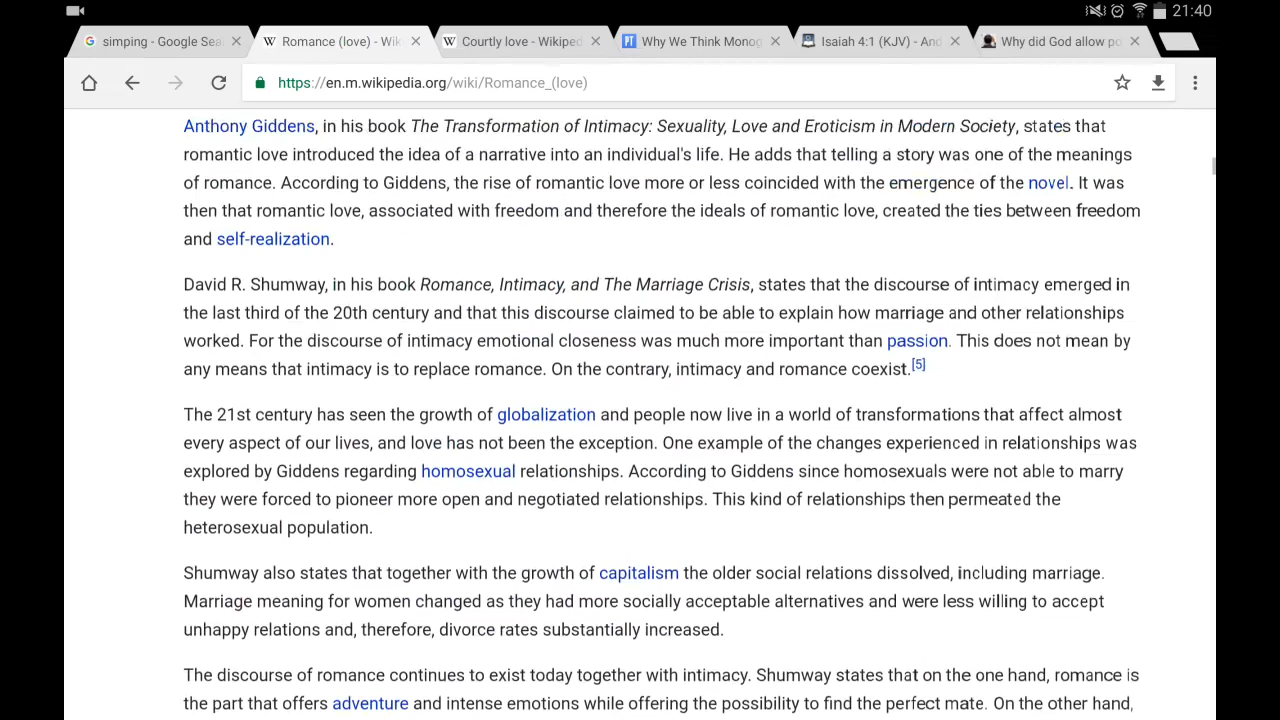 21:40
simping - Google Sea
Romance (love) - Wik
Courtly love - Wikiped
Why We Think Monog
Isaiah 4:1 (KJV) - And
Why did God allow po
https://en.m.wikipedia.org/wiki/Romance_(love)
Anthony Giddens, in his book The Transformation of Intimacy: Sexuality, Love and Eroticism in Modern Society, states that
romantic love introduced the idea of a narrative into an individual's life. He adds that telling a story was one of the meanings
of romance. According to Giddens, the rise of romantic love more or less coincided with the emergence of the novel. It was
then that romantic love, associated with freedom and therefore the ideals of romantic love, created the ties between freedom
and self-realization.
David R. Shumway, in his book Romance, Intimacy, and The Marriage Crisis, states that the discourse of intimacy emerged in
the last third of the 20th century and that this discourse claimed to be able to explain how marriage and other relationships
worked. For the discourse of intimacy emotional closeness was much more important than passion. This does not mean by
any means that intimacy is to replace romance. On the contrary, intimacy and romance coexist.[5]
The 21st century has seen the growth of globalization and people now live in a world of transformations that affect almost
every aspect of our lives, and love has not been the exception. One example of the changes experienced in relationships was
explored by Giddens regarding homosexual relationships. According to Giddens since homosexuals were not able to marry
they were forced to pioneer more open and negotiated relationships. This kind of relationships then permeated the
heterosexual population.
Shumway also states that together with the growth of capitalism the older social relations dissolved, including marriage.
Marriage meaning for women changed as they had more socially acceptable alternatives and were less willing to accept
unhappy relations and, therefore, divorce rates substantially increased.
The discourse of romance continues to exist today together with intimacy. Shumway states that on the one hand, romance is
the part that offers adventure and intense emotions while offering the possibility to find the perfect mate. On the other hand,